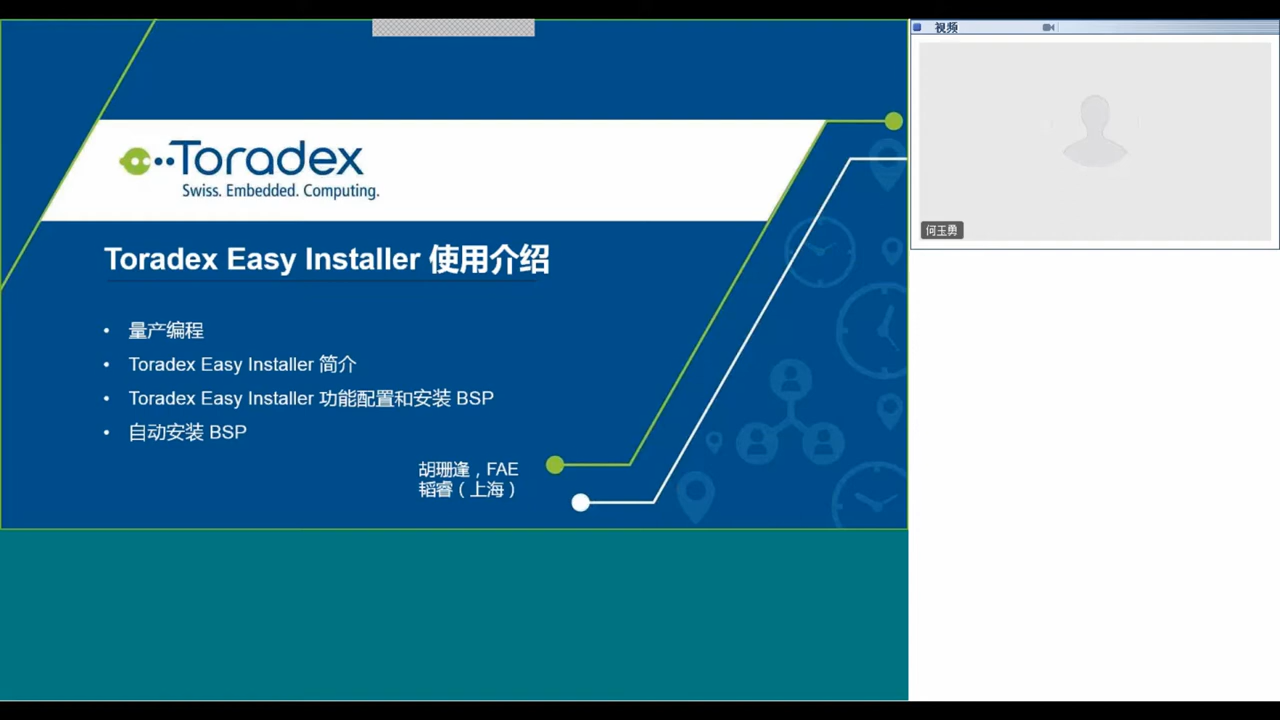 Toradex
Swiss. Embedded. Computing.
Toradex Easy Installer 使用介绍
• 量产编程
• Toradex Easy Installer 简介
• Toradex Easy Installer 功能配置和安装 BSP
• 自动安装 BSP
胡珊逢，FAE
韬睿（上海）
视频
何玉勇